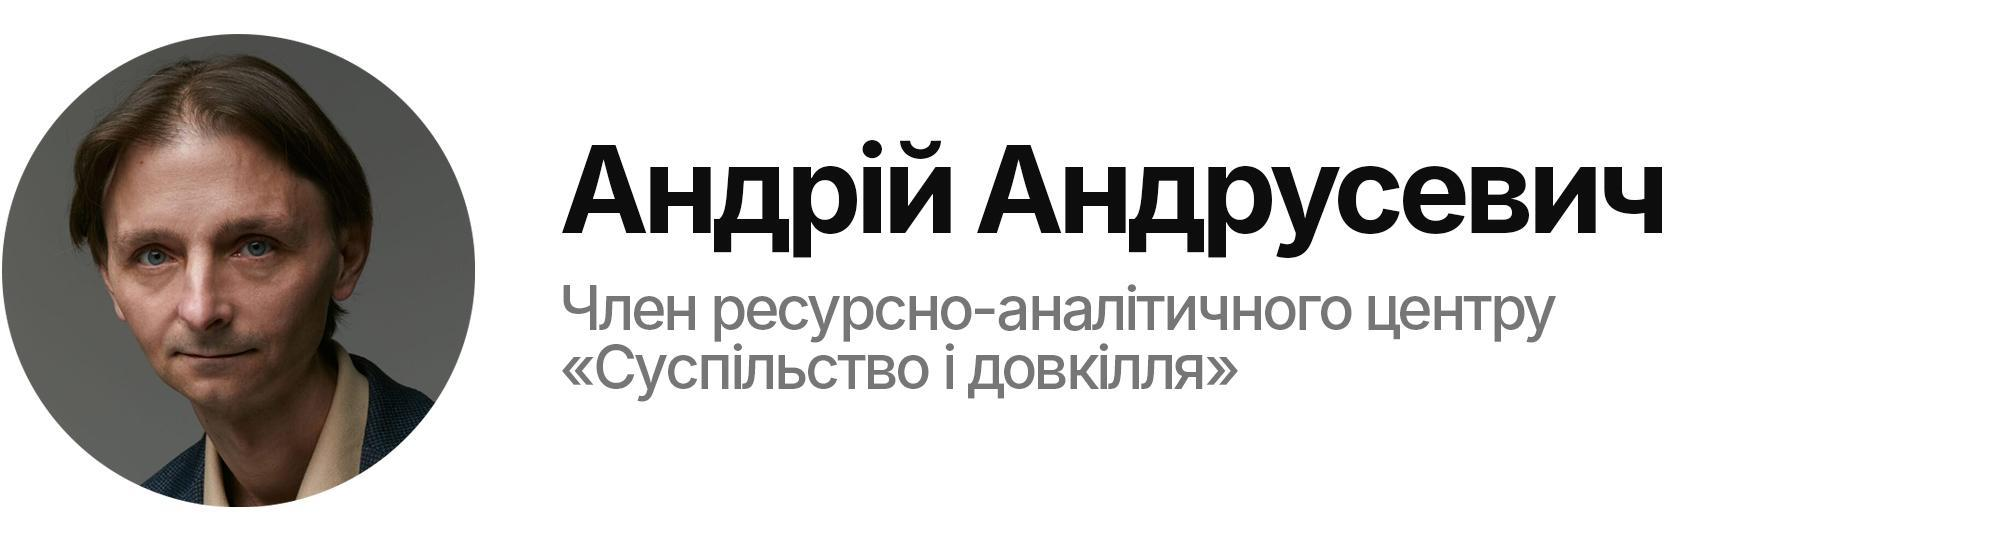 Андрій Андрусевич
Член ресурсно-аналітичного центру
«Суспільство і довкілля»